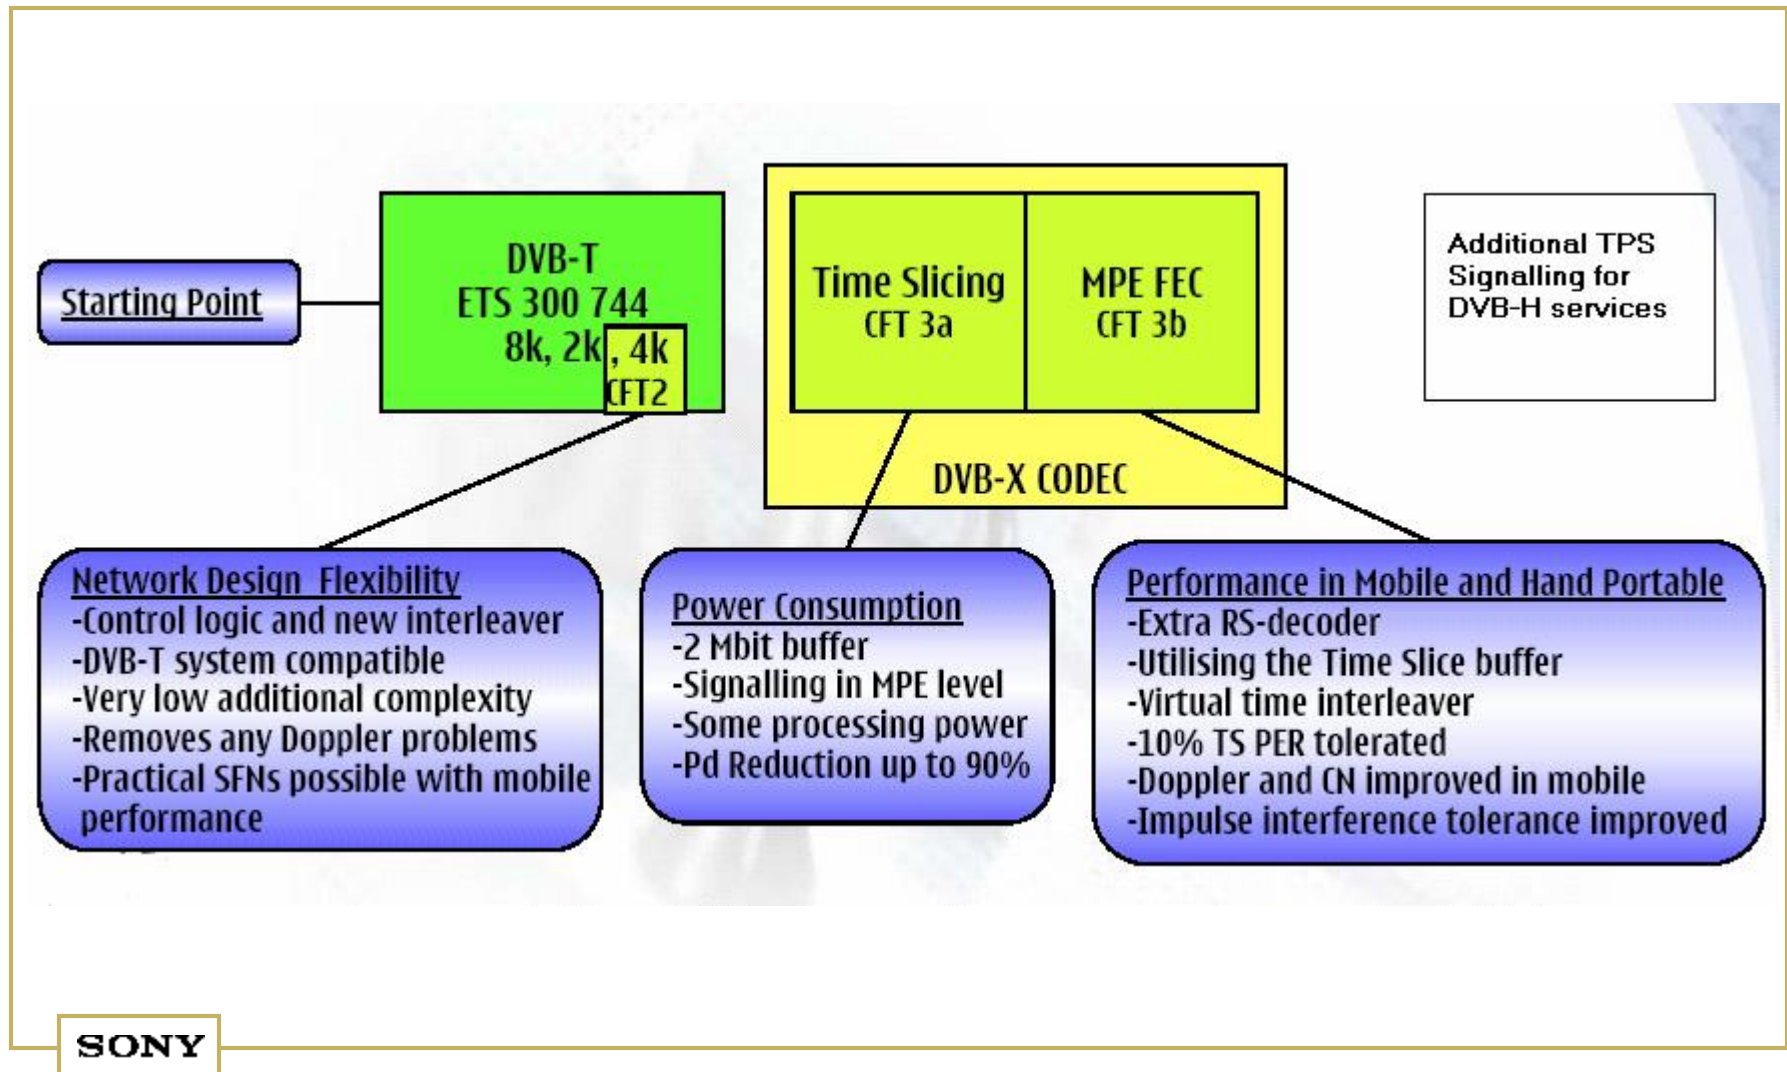 Starting Point
DVB-T
ETS 300 744
8k, 2k, 4k
CFT2
Time Slicing
CFT 3a
MPE FEC
CFT 3b
DVB-X CODEC
Additional TPS
Signalling for
DVB-H services
Network Design Flexibility
-Control logic and new interleaver
-DVB-T system compatible
-Very low additional complexity
-Removes any Doppler problems
-Practical SFNs possible with mobile
performance
Power Consumption
-2 Mbit buffer
-Signalling in MPE level
-Some processing power
-Pd Reduction up to 90%
Performance in Mobile and Hand Portable
-Extra RS-decoder
-Utilising the Time Slice buffer
-Virtual time interleaver
-10% TS PER tolerated
-Doppler and CN improved in mobile
-Impulse interference tolerance improved
SONY